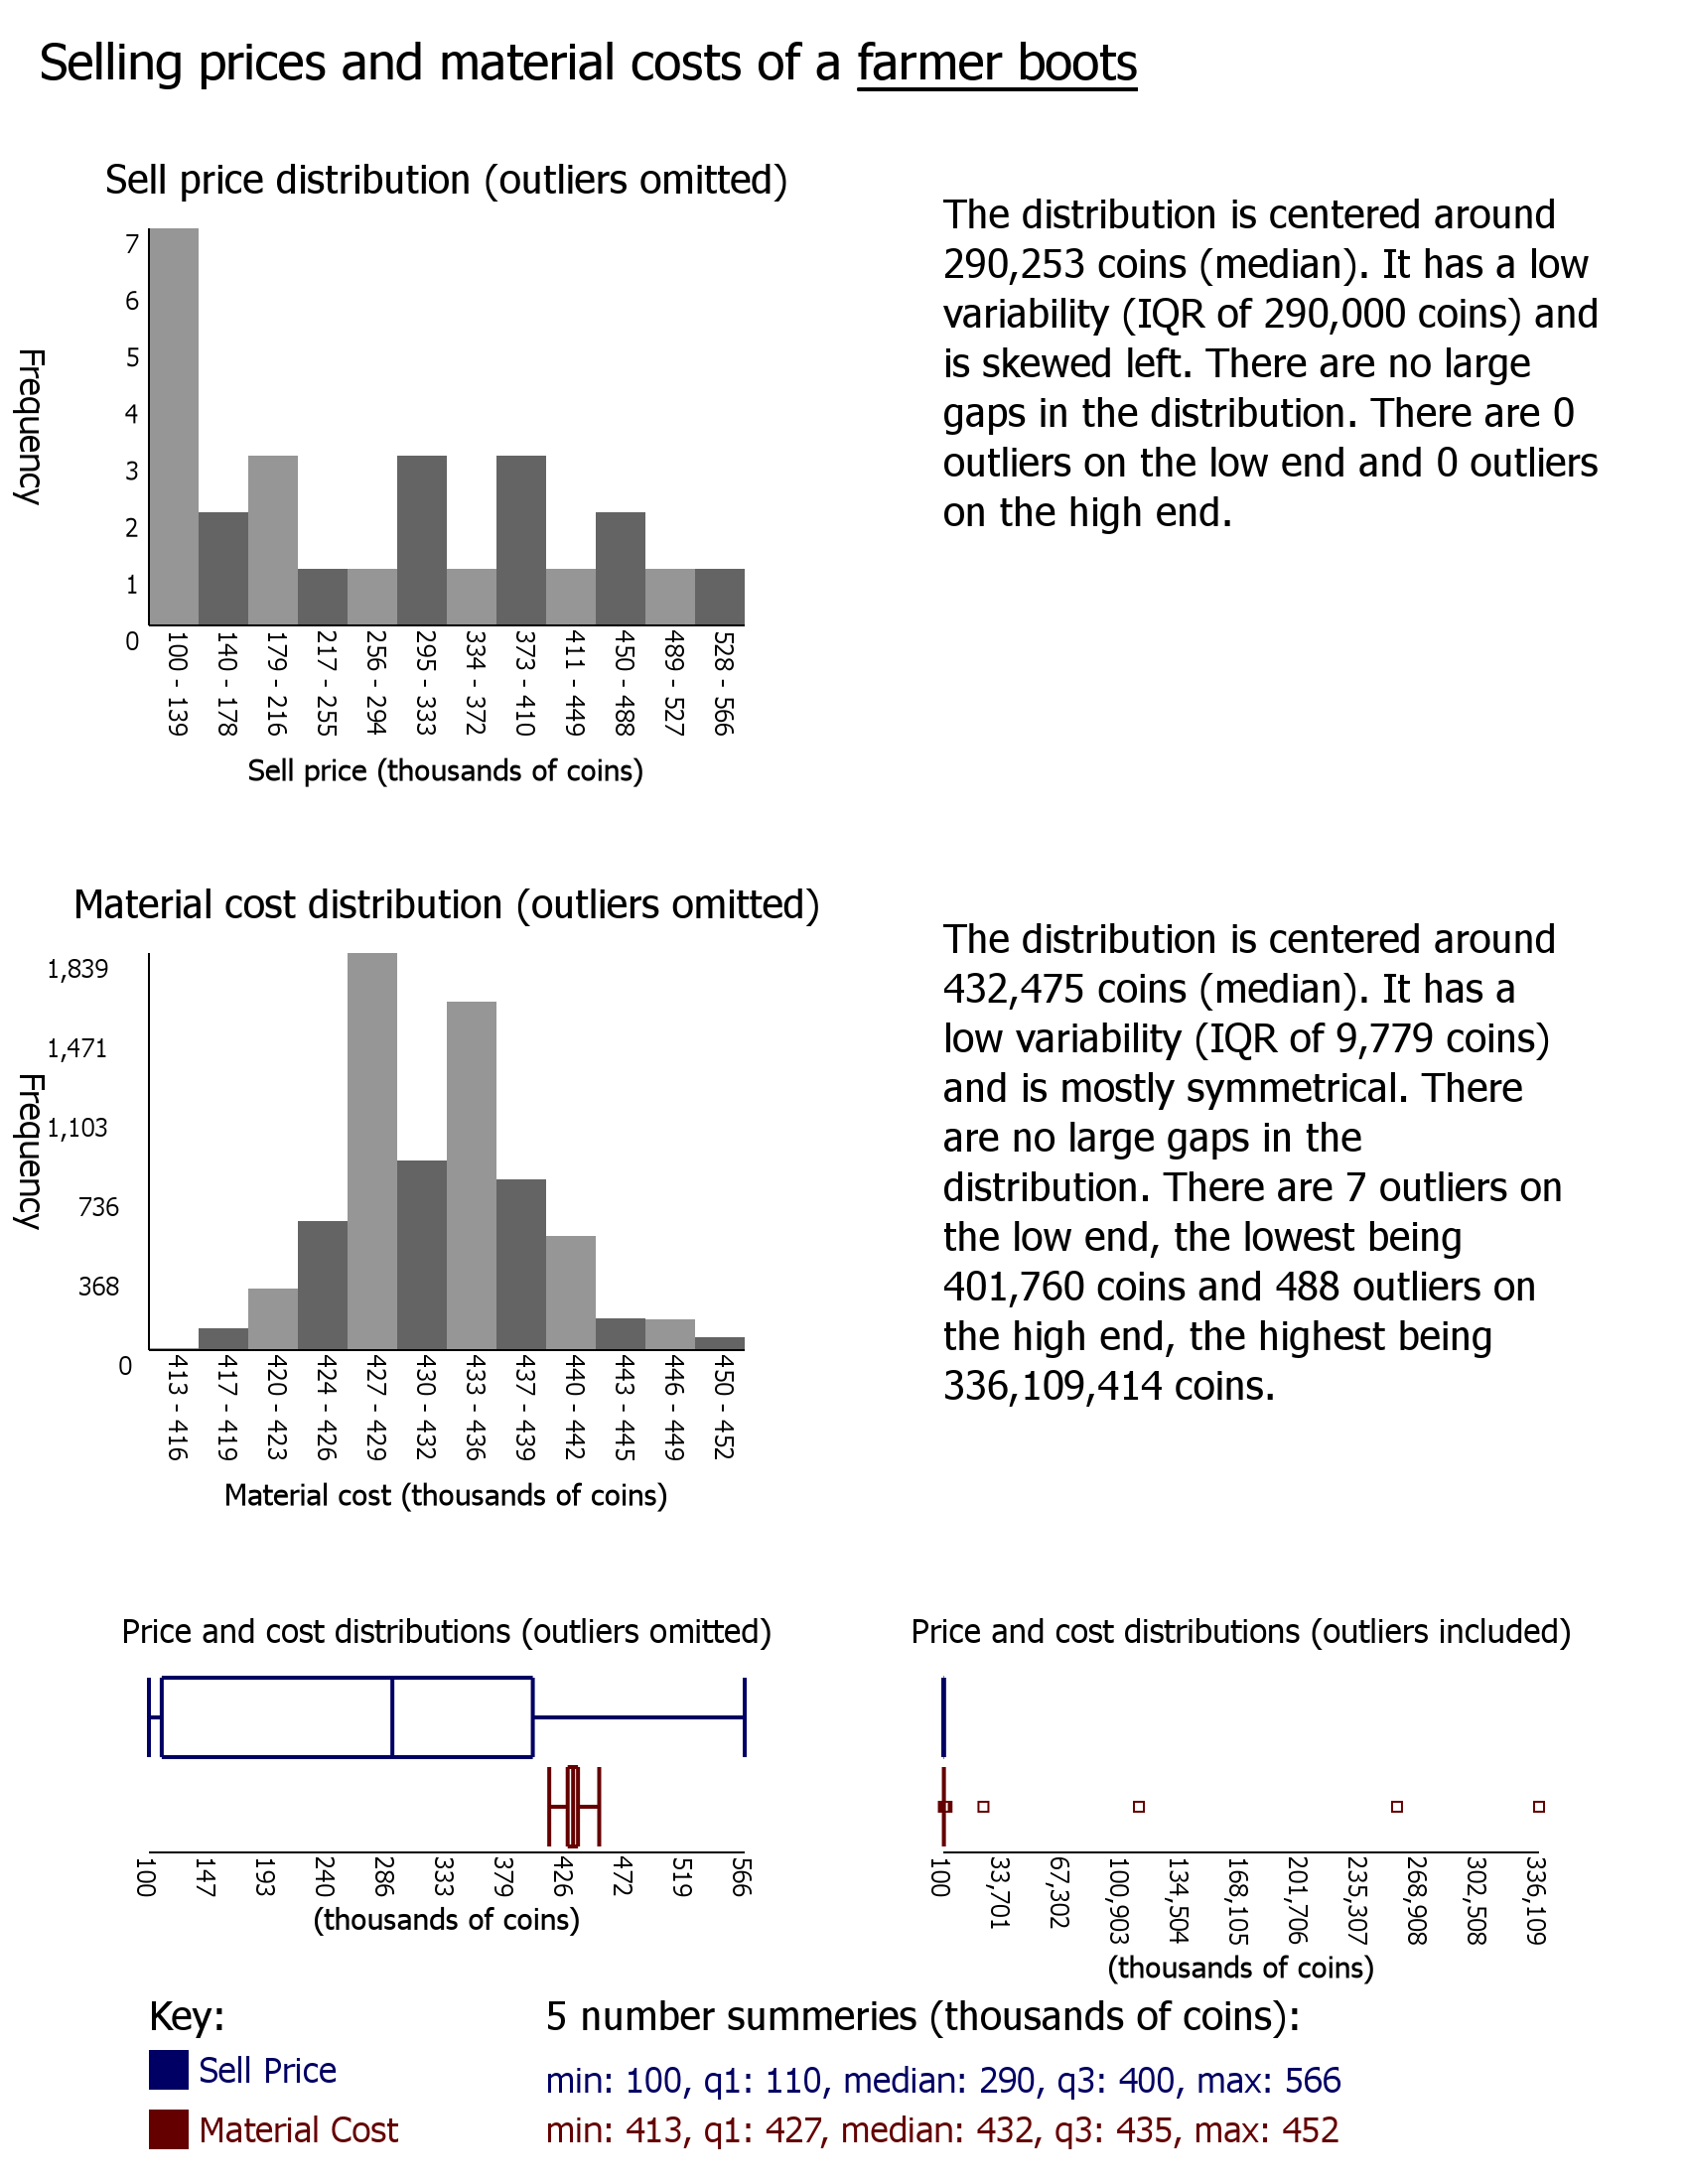 Selling prices and material costs of a farmer boots
Sell price distribution (outliers omitted)
Frequency
7
6
5
4
3
2
1
0
100 - 139
140 - 178
179 - 216
217 - 255
256 - 294
295 - 333
334 - 372
373 - 410
411 - 449
450 - 488
489 - 527
528 - 566
Sell price (thousands of coins)
The distribution is centered around
290,253 coins (median). It has a low
variability (IQR of 290,000 coins) and
is skewed left. There are no large
gaps in the distribution. There are 0
outliers on the low end and 0 outliers
on the high end.
Material cost distribution (outliers omitted)
Frequency
1,839
1,471
1,103
736
368
0
413 - 416
417 - 419
420 - 423
424 - 426
427 - 429
430 - 432
433 - 436
437 - 439
440 - 442
443 - 445
446 - 449
450 - 452
Material cost (thousands of coins)
The distribution is centered around
432,475 coins (median). It has a
low variability (IQR of 9,779 coins)
and is mostly symmetrical. There
are no large gaps in the
distribution. There are 7 outliers on
the low end, the lowest being
401,760 coins and 488 outliers on
the high end, the highest being
336,109,414 coins.
Price and cost distributions (outliers omitted)
100
147
193
240
286
333
379
426
472
519
566
(thousands of coins)
Price and cost distributions (outliers included)
100
33,701
67,302
100,903
134,504
168,105
201,706
235,307
268,908
302,508
336,109
(thousands of coins)
Key:
Sell Price
Material Cost
5 number summeries (thousands of coins):
min: 100, q1: 110, median: 290, q3: 400, max: 566
min: 413, q1: 427, median: 432, q3: 435, max: 452